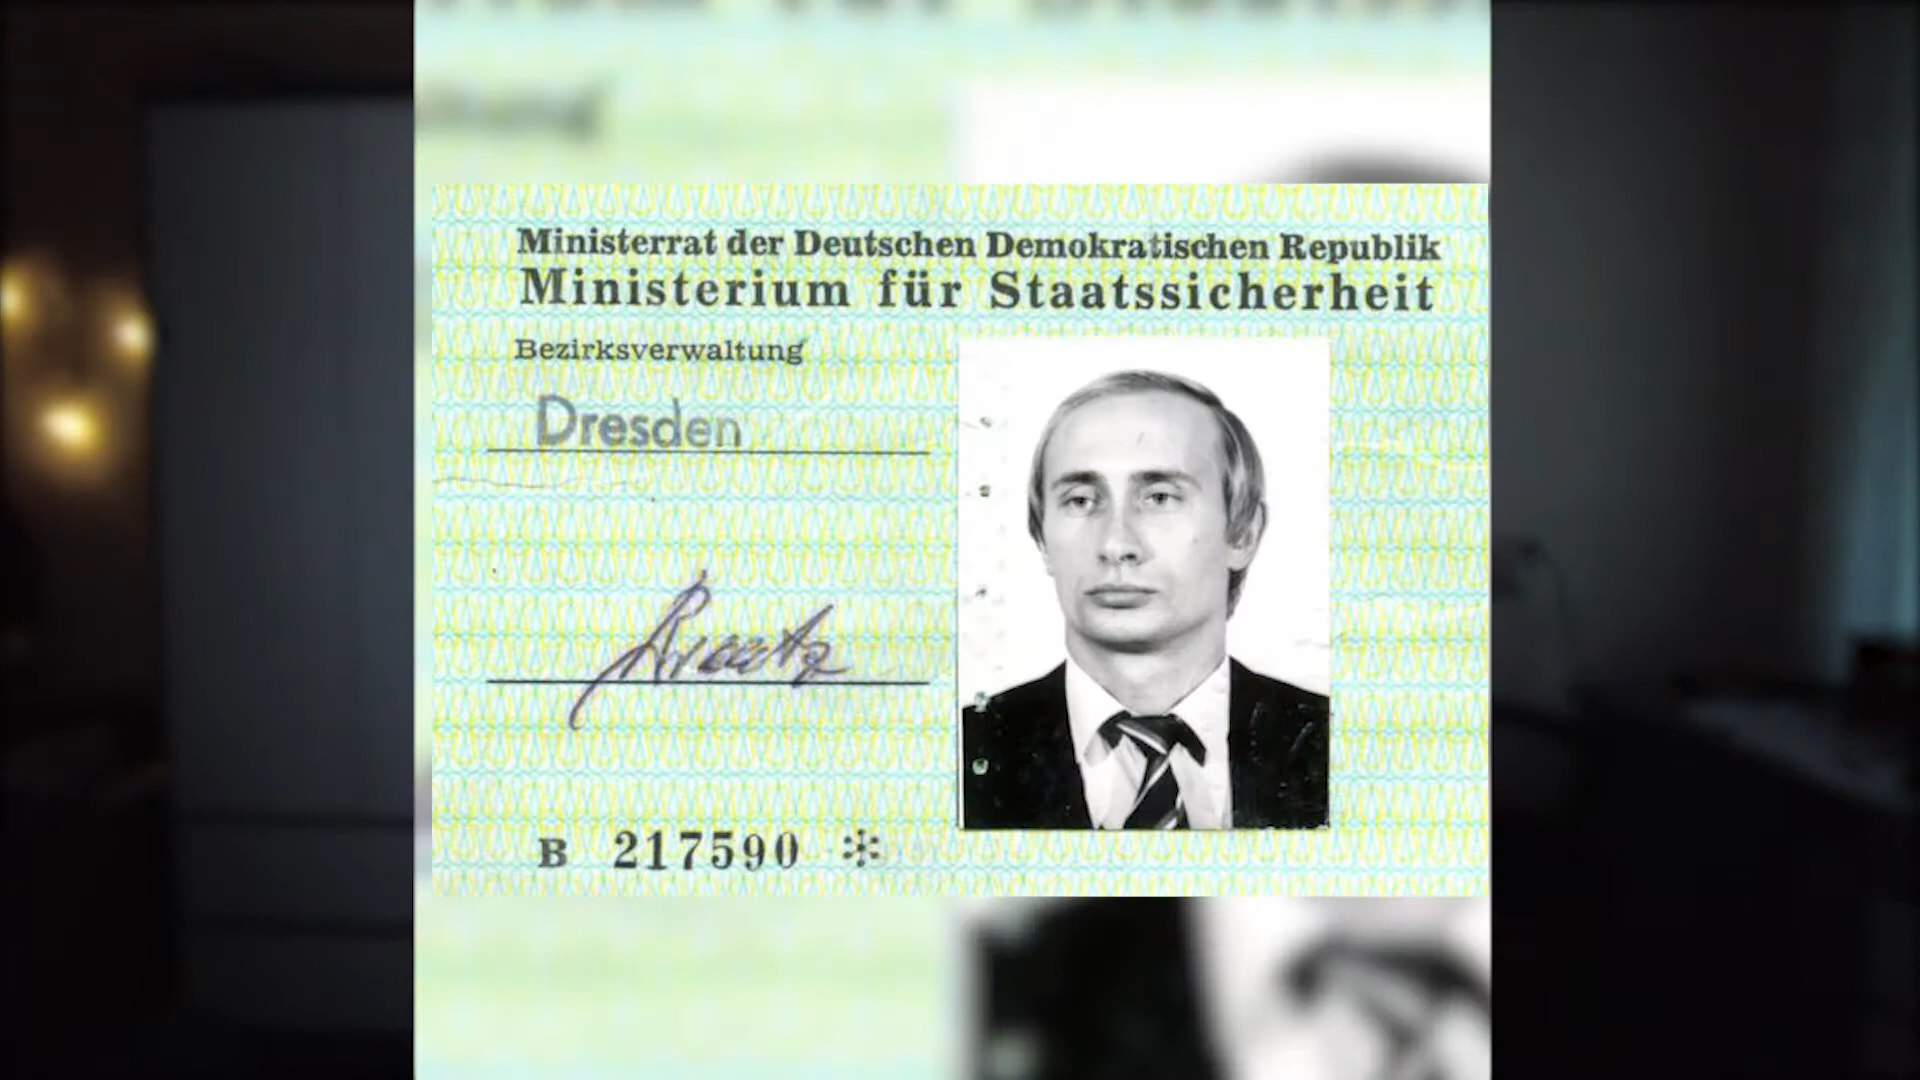 Ministerrat der Deutschen Demokratischen Republik
Ministerium für Staatssicherheit
Bezirksverwaltung
Dresden
B 217590 *